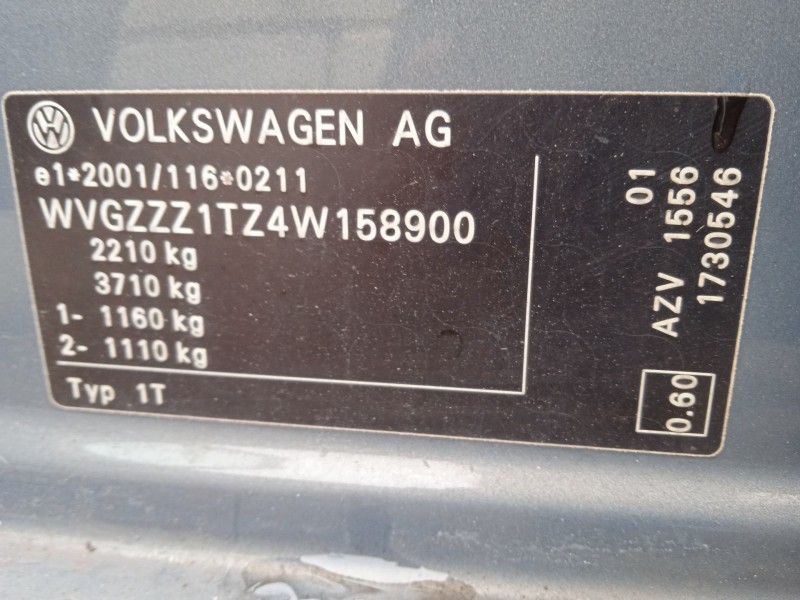 VOLKSWAGEN AG
e1*2001/116*0211
WVGZZZ1TZ4W158900
2210 kg
3710 kg
1- 1160 kg
2- 1110 kg
Typ 1T
01
AZV 1556
1730546
0.60